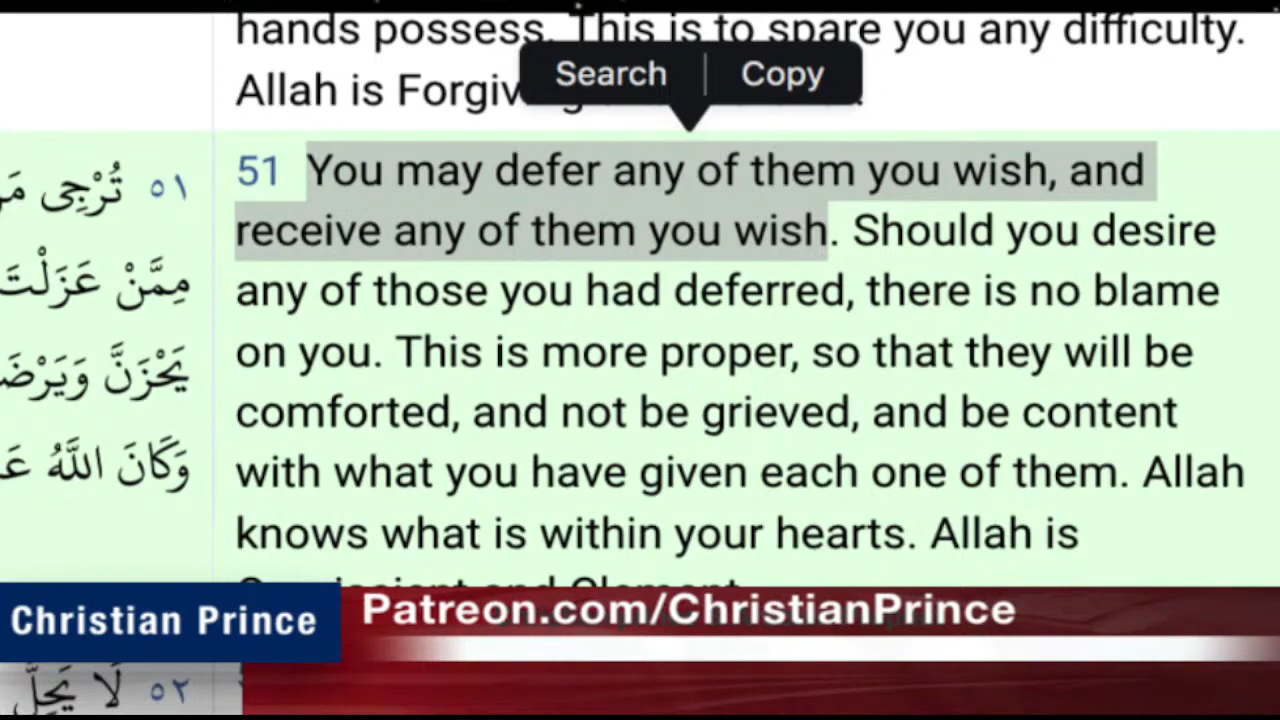 hands possess. This is to spare you any difficulty.
Search Copy
Allah is Forgiv
51 You may defer any of them you wish, and
receive any of them you wish. Should you desire
any of those you had deferred, there is no blame
on you. This is more proper, so that they will be
comforted, and not be grieved, and be content
with what you have given each one of them. Allah
knows what is within your hearts. Allah is
٥١ تُرْجِى
مِمَّنْ عَزَلْتَ
يَحْزَنَّ وَيَرْضَ
وَكَانَ اللَّهُ عَ
Christian Prince
Patreon.com/ChristianPrince
٥٢ لَا يَحِلُّ